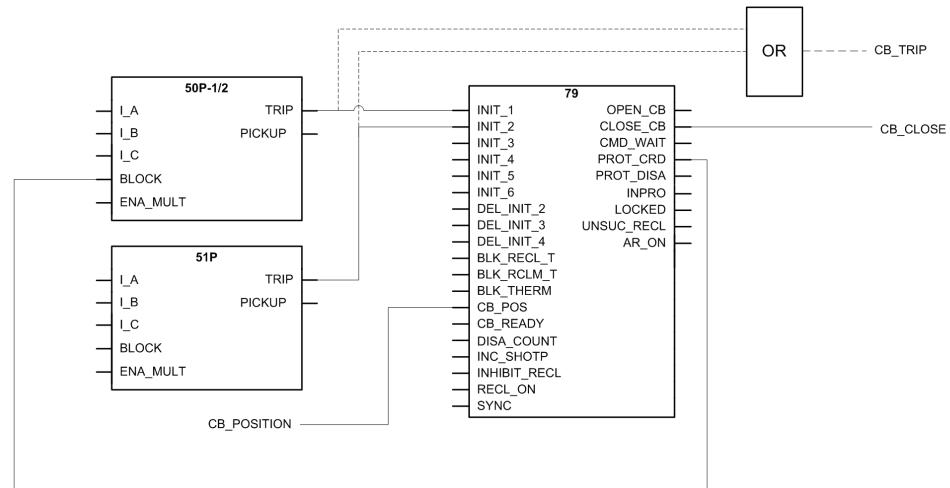 OR
CB_TRIP
50P-1/2
I_A
TRIP
I_B
PICKUP
I_C
BLOCK
ENA_MULT
51P
I_A
TRIP
I_B
PICKUP
I_C
BLOCK
ENA_MULT
CB_POSITION
79
INIT_1
OPEN_CB
INIT_2
CLOSE_CB
INIT_3
CMD_WAIT
INIT_4
PROT_CRD
INIT_5
PROT_DISA
INIT_6
INPRO
DEL_INIT_2
LOCKED
DEL_INIT_3
UNSUC_RECL
DEL_INIT_4
AR_ON
BLK_RECL_T
BLK_RCLM_T
BLK_THERM
CB_POS
CB_READY
DISA_COUNT
INC_SHOTP
INHIBIT_RECL
RECL_ON
SYNC
CB_CLOSE